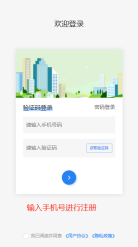 欢迎登录
验证码登录 密码登录
请输入手机号码
请输入验证码 获取验证码
输入手机号进行注册
我已阅读并同意《用户协议》《隐私政策》